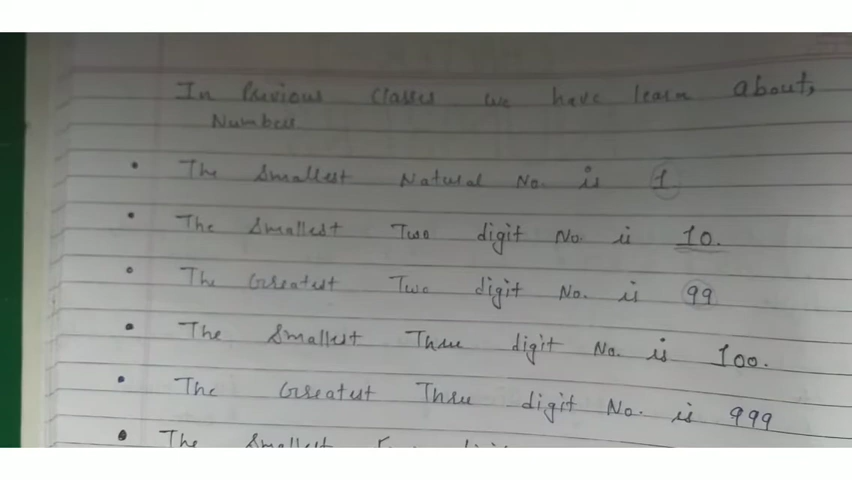 In Previous Classes we have learn about,
Numbers
• The Smallest Natural No. is 1
• The Smallest Two digit No. is 10.
• The Greatest Two digit No. is 99
• The Smallest Three digit No. is 100.
• The Greatest Three digit No. is 999
• The Smallest